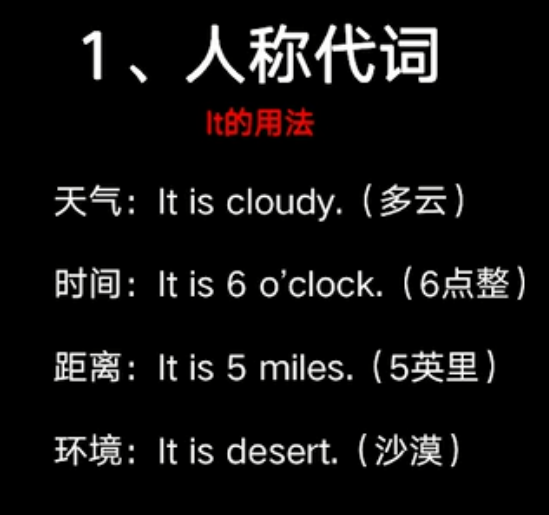 1、人称代词
It的用法
天气：It is cloudy.（多云）
时间：It is 6 o’clock.（6点整）
距离：It is 5 miles.（5英里）
环境：It is desert.（沙漠）